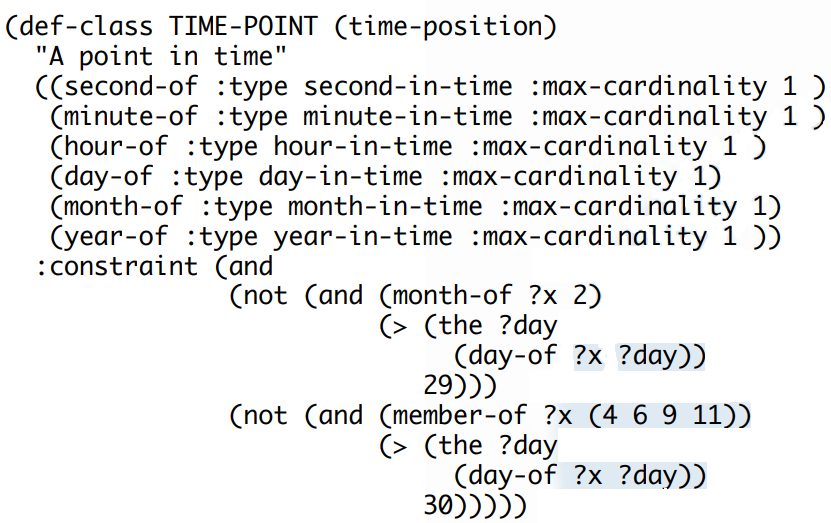 (def-class TIME-POINT (time-position)
"A point in time"
((second-of :type second-in-time :max-cardinality 1 )
(minute-of :type minute-in-time :max-cardinality 1 )
(hour-of :type hour-in-time :max-cardinality 1 )
(day-of :type day-in-time :max-cardinality 1)
(month-of :type month-in-time :max-cardinality 1)
(year-of :type year-in-time :max-cardinality 1 ))
:constraint (and
(not (and (month-of ?x 2)
(> (the ?day
(day-of ?x ?day))
29)))
(not (and (member-of ?x (4 6 9 11))
(> (the ?day
(day-of ?x ?day))
30)))))